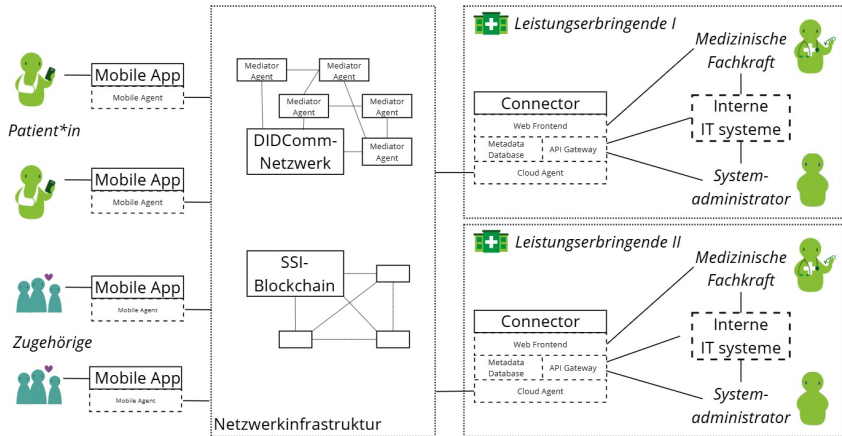 Mobile App
Mobile Agent
Patient*in
Mobile App
Mobile Agent
Mobile App
Mobile Agent
Zugehörige
Mobile App
Mobile Agent
Mediator
Agent
Mediator
Agent
Mediator
Agent
Mediator
Agent
Mediator
Agent
DIDComm-
Netzwerk
SSI-
Blockchain
Netzwerkinfrastruktur
Leistungserbringende I
Medizinische
Fachkraft
Connector
Web Frontend
Metadata
Database
API Gateway
Cloud Agent
Interne
IT systeme
System-
administrator
Leistungserbringende II
Medizinische
Fachkraft
Connector
Web Frontend
Metadata
Database
API Gateway
Cloud Agent
Interne
IT systeme
System-
administrator